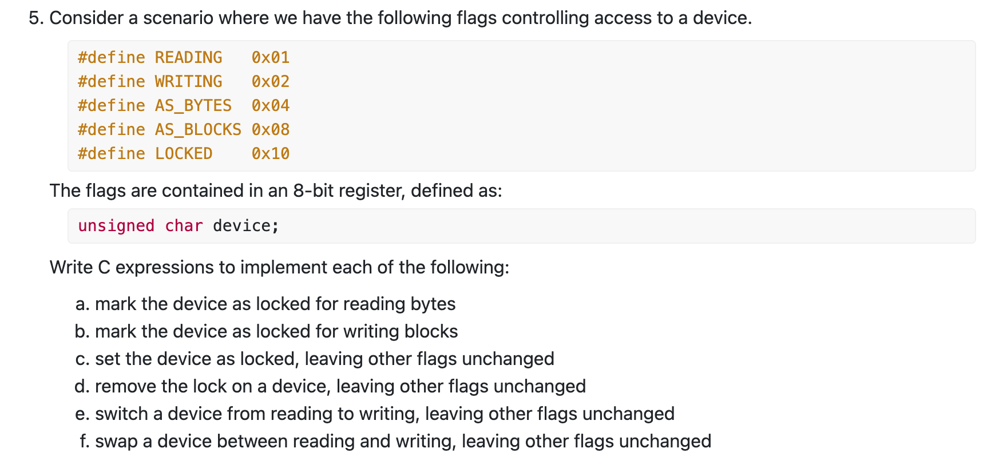 5. Consider a scenario where we have the following flags controlling access to a device.
#define READING   0x01
#define WRITING   0x02
#define AS_BYTES  0x04
#define AS_BLOCKS 0x08
#define LOCKED    0x10
The flags are contained in an 8-bit register, defined as:
unsigned char device;
Write C expressions to implement each of the following:
a. mark the device as locked for reading bytes
b. mark the device as locked for writing blocks
c. set the device as locked, leaving other flags unchanged
d. remove the lock on a device, leaving other flags unchanged
e. switch a device from reading to writing, leaving other flags unchanged
f. swap a device between reading and writing, leaving other flags unchanged